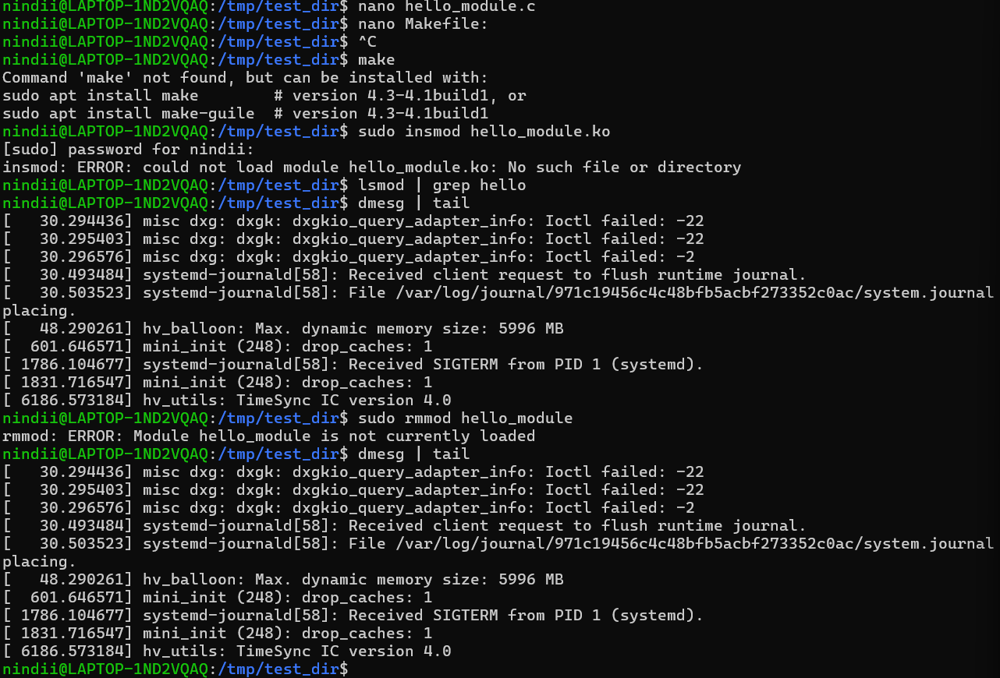 nindii@LAPTOP-1ND2VQAQ:/tmp/test_dir$ nano hello_module.c
nindii@LAPTOP-1ND2VQAQ:/tmp/test_dir$ nano Makefile:
nindii@LAPTOP-1ND2VQAQ:/tmp/test_dir$ ^C
nindii@LAPTOP-1ND2VQAQ:/tmp/test_dir$ make
Command 'make' not found, but can be installed with:
sudo apt install make        # version 4.3-4.1build1, or
sudo apt install make-guile  # version 4.3-4.1build1
nindii@LAPTOP-1ND2VQAQ:/tmp/test_dir$ sudo insmod hello_module.ko
[sudo] password for nindii:
insmod: ERROR: could not load module hello_module.ko: No such file or directory
nindii@LAPTOP-1ND2VQAQ:/tmp/test_dir$ lsmod | grep hello
nindii@LAPTOP-1ND2VQAQ:/tmp/test_dir$ dmesg | tail
[   30.294436] misc dxg: dxgk: dxgkio_query_adapter_info: Ioctl failed: -22
[   30.295403] misc dxg: dxgk: dxgkio_query_adapter_info: Ioctl failed: -22
[   30.296576] misc dxg: dxgk: dxgkio_query_adapter_info: Ioctl failed: -2
[   30.493484] systemd-journald[58]: Received client request to flush runtime journal.
[   30.503523] systemd-journald[58]: File /var/log/journal/971c19456c4c48bfb5acbf273352c0ac/system.journal
placing.
[   48.290261] hv_balloon: Max. dynamic memory size: 5996 MB
[  601.646571] mini_init (248): drop_caches: 1
[ 1786.104677] systemd-journald[58]: Received SIGTERM from PID 1 (systemd).
[ 1831.716547] mini_init (248): drop_caches: 1
[ 6186.573184] hv_utils: TimeSync IC version 4.0
nindii@LAPTOP-1ND2VQAQ:/tmp/test_dir$ sudo rmmod hello_module
rmmod: ERROR: Module hello_module is not currently loaded
nindii@LAPTOP-1ND2VQAQ:/tmp/test_dir$ dmesg | tail
[   30.294436] misc dxg: dxgk: dxgkio_query_adapter_info: Ioctl failed: -22
[   30.295403] misc dxg: dxgk: dxgkio_query_adapter_info: Ioctl failed: -22
[   30.296576] misc dxg: dxgk: dxgkio_query_adapter_info: Ioctl failed: -2
[   30.493484] systemd-journald[58]: Received client request to flush runtime journal.
[   30.503523] systemd-journald[58]: File /var/log/journal/971c19456c4c48bfb5acbf273352c0ac/system.journal
placing.
[   48.290261] hv_balloon: Max. dynamic memory size: 5996 MB
[  601.646571] mini_init (248): drop_caches: 1
[ 1786.104677] systemd-journald[58]: Received SIGTERM from PID 1 (systemd).
[ 1831.716547] mini_init (248): drop_caches: 1
[ 6186.573184] hv_utils: TimeSync IC version 4.0
nindii@LAPTOP-1ND2VQAQ:/tmp/test_dir$